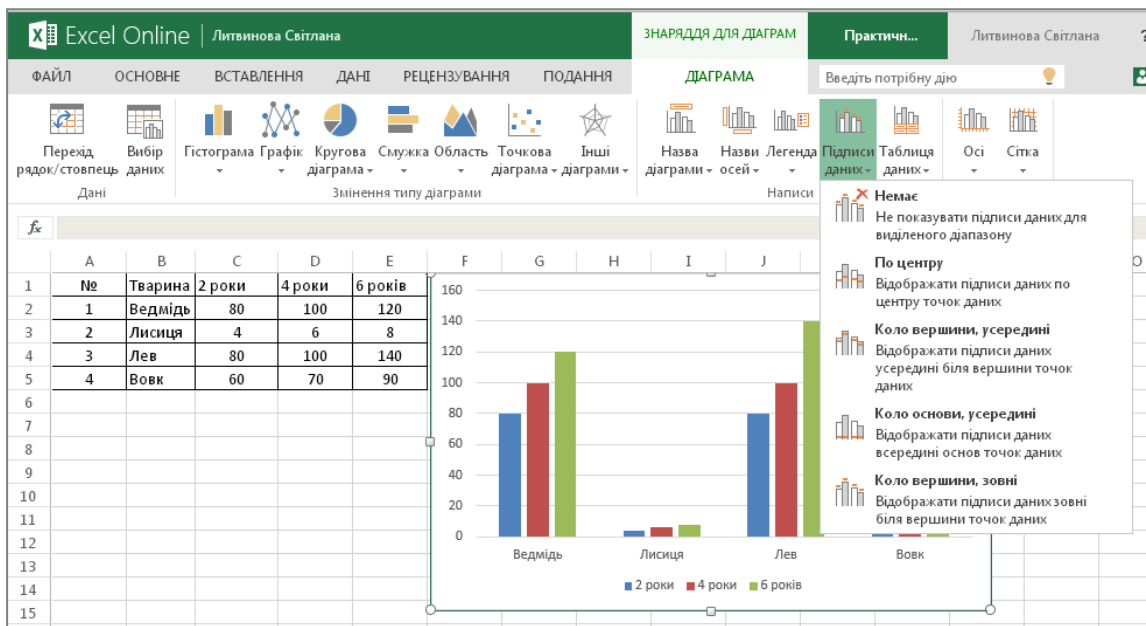 Excel Online | Литвинова Світлана ЗНАРЯДДЯ ДЛЯ ДІАГРАМ Практичн... Литвинова Світлана ?
ФАЙЛ ОСНОВНЕ ВСТАВЛЕННЯ ДАНІ РЕЦЕНЗУВАННЯ ПОДАННЯ ДІАГРАМА Введіть потрібну дію
Перехід Вибір Гістограма Графік Кругова Смужка Область Точкова Інші Назва Назви Легенда Підписи Таблиця Осі Сітка
рядок/стовпець даних діаграма діаграма діаграми діаграми осей даних даних
Дані Змінення типу діаграми Написи
Немає
Не показувати підписи даних для
виділеного діапазону
По центру
Відображати підписи даних по
центру точок даних
Коло вершини, усередині
Відображати підписи даних
усередині біля вершини точок
даних
Коло основи, усередині
Відображати підписи даних
всередині основ точок даних
Коло вершини, зовні
Відображати підписи даних зовні
біля вершини точок даних
fx
A B C D E F G H I J O
1 № Тварина 2 роки 4 роки 6 років
2 1 Ведмідь 80 100 120
3 2 Лисиця 4 6 8
4 3 Лев 80 100 140
5 4 Вовк 60 70 90
6
7
8
9
10
11
12
13
14
15
160
140
120
100
80
60
40
20
0
Ведмідь Лисиця Лев Вовк
2 роки 4 роки 6 років